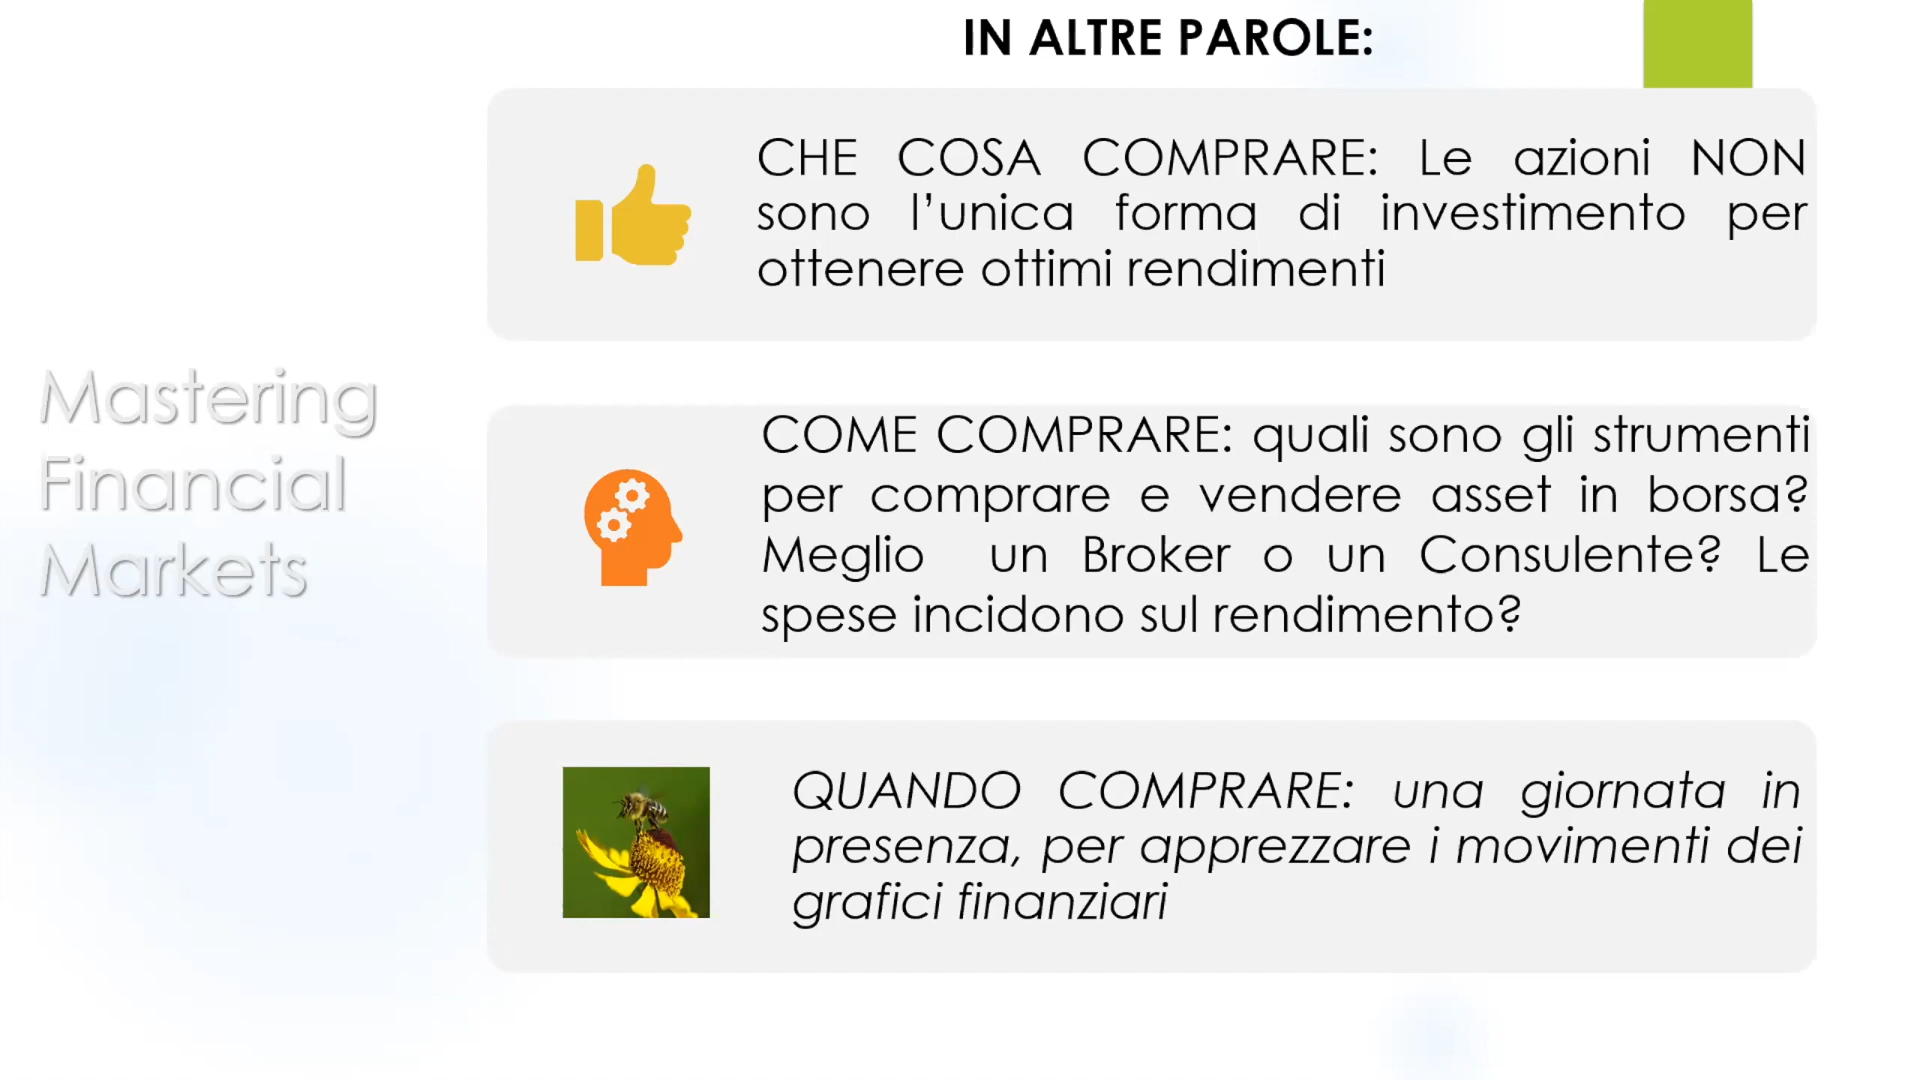 IN ALTRE PAROLE:
CHE COSA COMPRARE: Le azioni NON
sono l’unica forma di investimento per
ottenere ottimi rendimenti
Mastering
Financial
Markets
COME COMPRARE: quali sono gli strumenti
per comprare e vendere asset in borsa?
Meglio un Broker o un Consulente? Le
spese incidono sul rendimento?
QUANDO COMPRARE: una giornata in
presenza, per apprezzare i movimenti dei
grafici finanziari